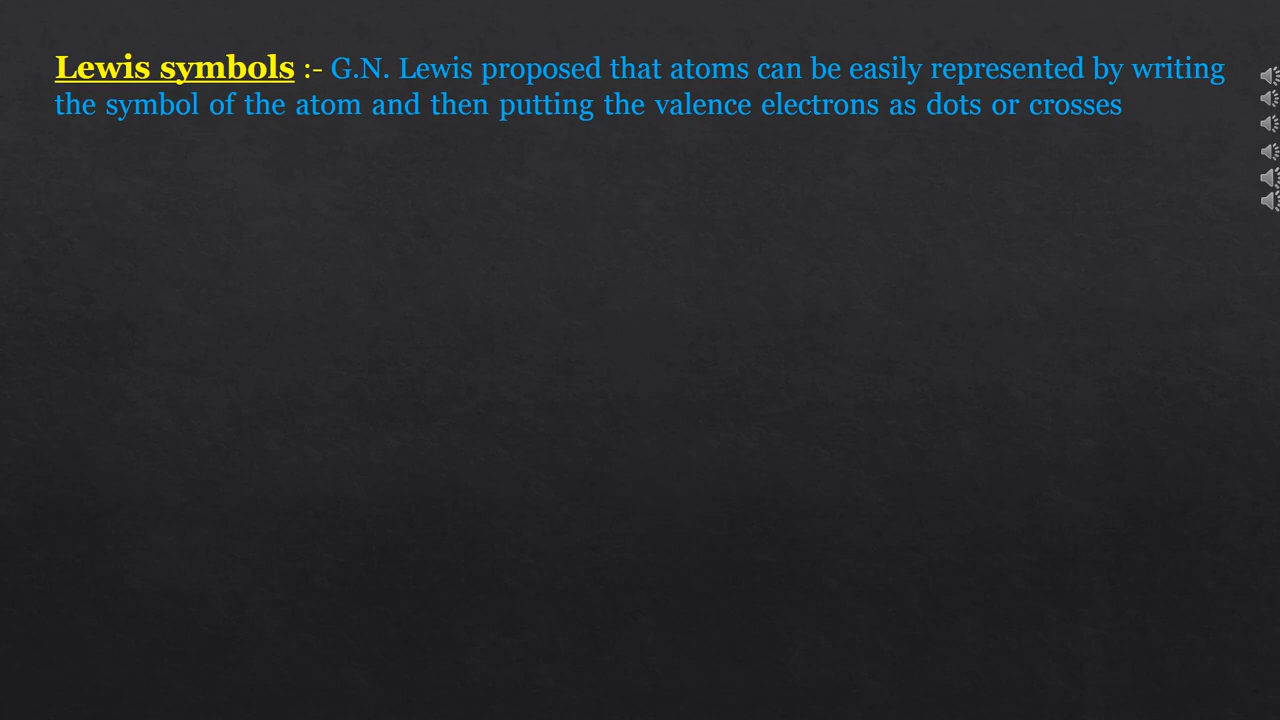 Lewis symbols :- G.N. Lewis proposed that atoms can be easily represented by writing
the symbol of the atom and then putting the valence electrons as dots or crosses